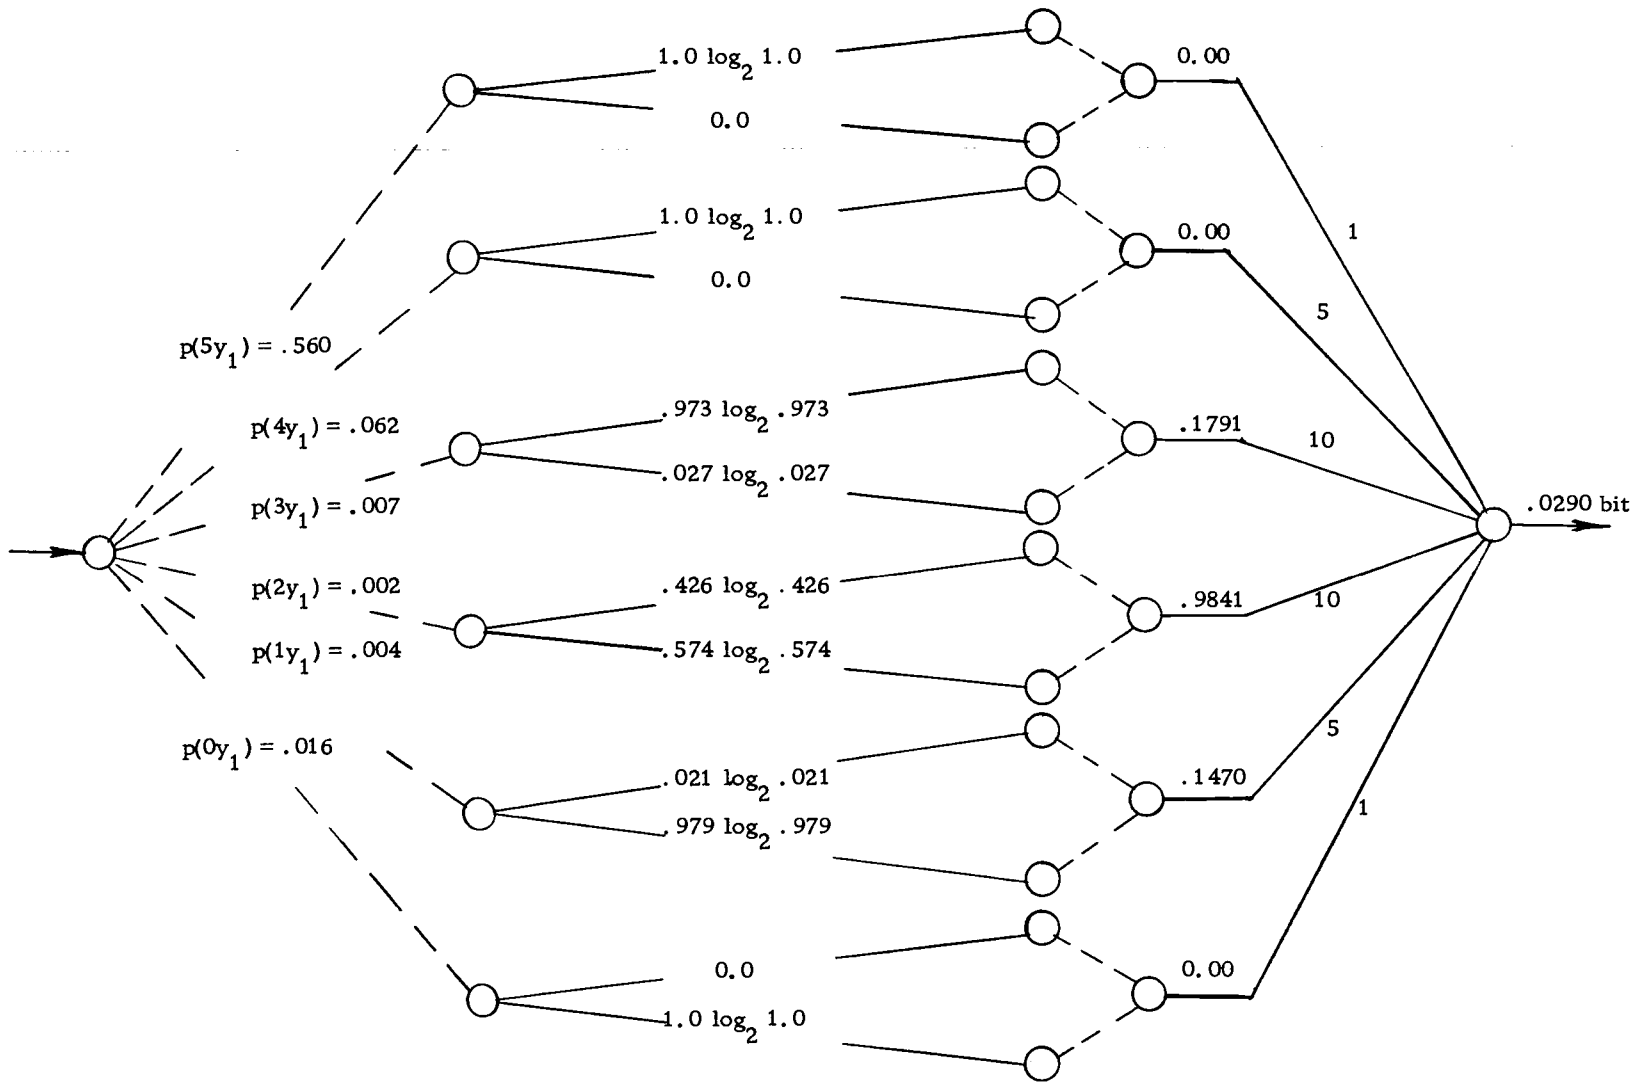 1.0 log₂ 1.0
0.00
0.0
1.0 log₂ 1.0
0.00
1
0.0
5
p(5y₁) = .560
p(4y₁) = .062
.973 log₂ .973
.1791
10
.027 log₂ .027
p(3y₁) = .007
.0290 bit
p(2y₁) = .002
.426 log₂ .426
.9841
10
p(1y₁) = .004
.574 log₂ .574
5
p(0y₁) = .016
.021 log₂ .021
.1470
1
.979 log₂ .979
0.0
0.00
1.0 log₂ 1.0